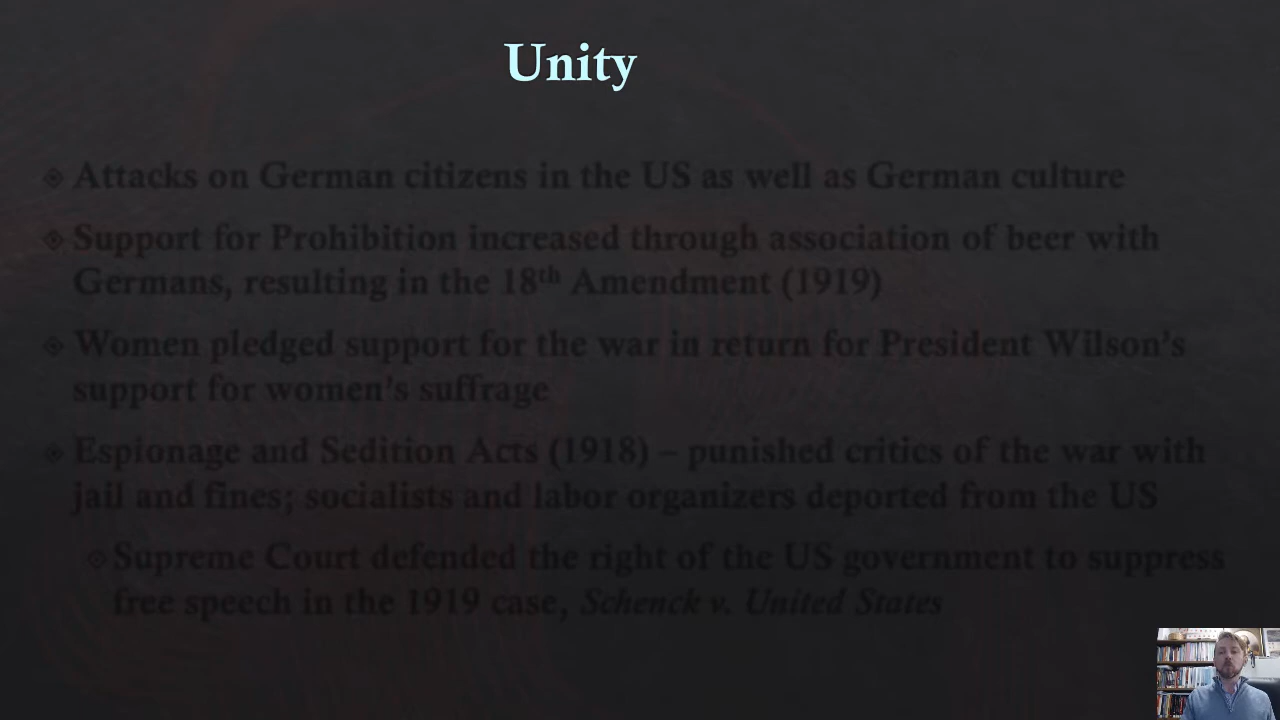 Unity
Attacks on German citizens in the US as well as German culture
Support for Prohibition increased through association of beer with
Germans, resulting in the 18th Amendment (1919)
Women pledged support for the war in return for President Wilson's
support for women's suffrage
Espionage and Sedition Acts (1918) – punished critics of the war with
jail and fines; socialists and labor organizers deported from the US
Supreme Court defended the right of the US government to suppress
free speech in the 1919 case, Schenck v. United States